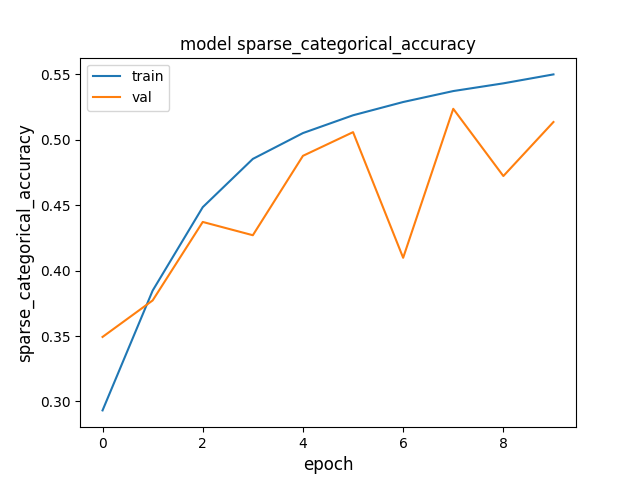 model sparse_categorical_accuracy
train
val
0.55
0.50
0.45
0.40
0.35
0.30
sparse_categorical_accuracy
0
2
4
6
8
epoch